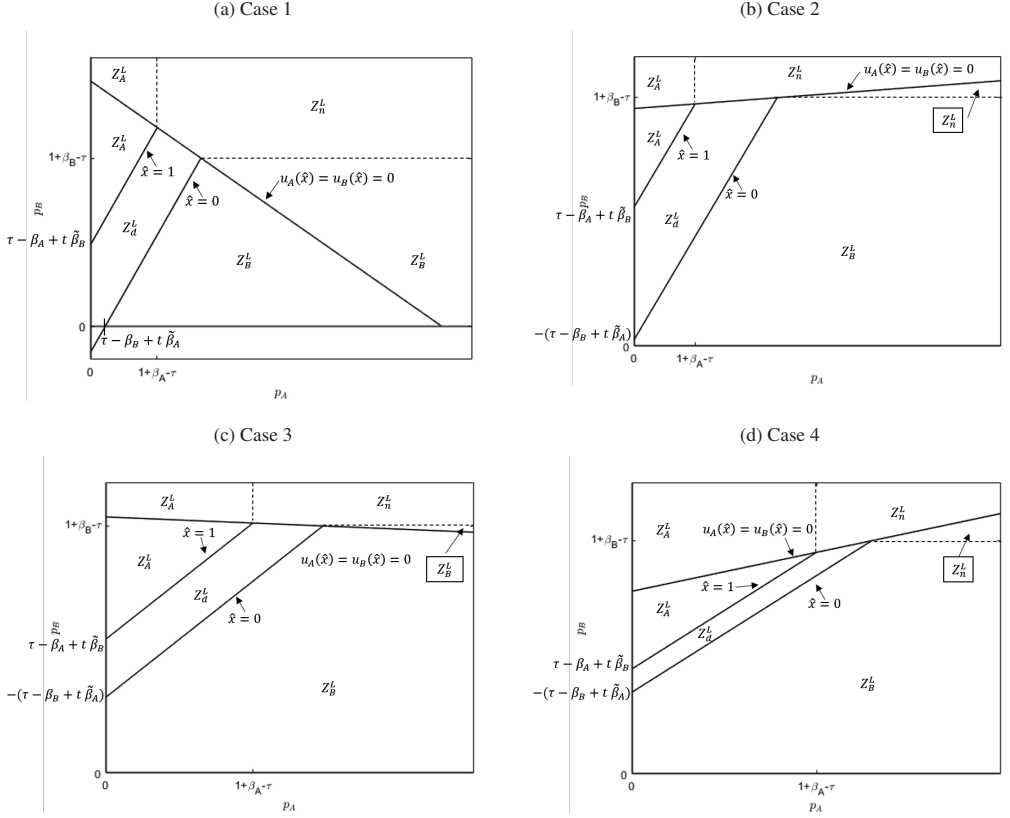 (a) Case 1
Z_A^L
Z_n^L
Z_A^L
1+β_B-τ
x̂ = 1
u_A(x̂) = u_B(x̂) = 0
x̂ = 0
p_B
Z_d^L
τ − β_A + t β̃_B
Z_B^L
Z_B^L
0
τ − β_B + t β̃_A
0
1+β_A-τ
p_A
(b) Case 2
Z_A^L
Z_n^L
u_A(x̂) = u_B(x̂) = 0
1+β_B-τ
Z_n^L
Z_A^L
x̂ = 1
x̂ = 0
p_B
τ − β_A + t β̃_B
Z_d^L
Z_B^L
−(τ − β_B + t β̃_A)
0
0
1+β_A-τ
p_A
(c) Case 3
Z_A^L
Z_n^L
1+β_B-τ
x̂ = 1
u_A(x̂) = u_B(x̂) = 0
Z_B^L
Z_A^L
Z_d^L
x̂ = 0
p_B
τ − β_A + t β̃_B
−(τ − β_B + t β̃_A)
Z_B^L
0
0
1+β_A-τ
p_A
(d) Case 4
Z_A^L
Z_n^L
u_A(x̂) = u_B(x̂) = 0
1+β_B-τ
Z_n^L
x̂ = 1
x̂ = 0
Z_A^L
p_B
Z_d^L
τ − β_A + t β̃_B
−(τ − β_B + t β̃_A)
Z_B^L
0
0
1+β_A-τ
p_A